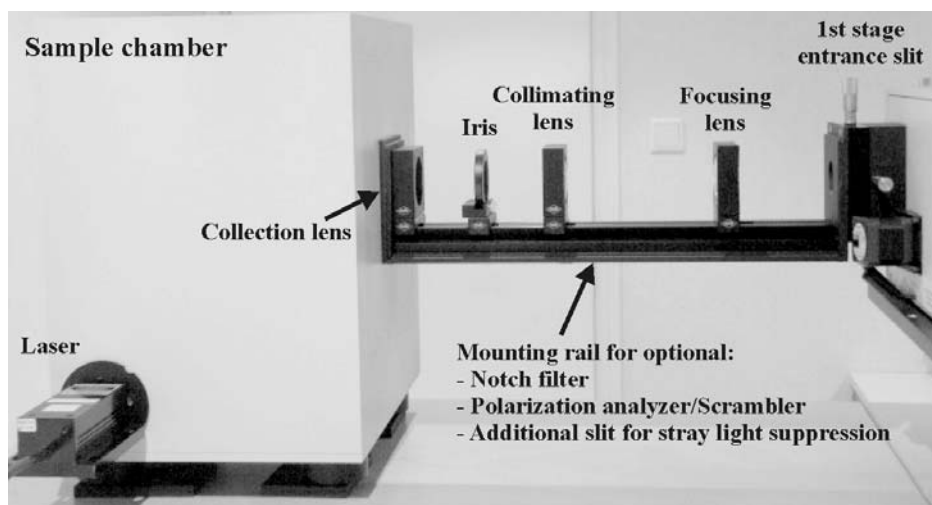 Sample chamber
1st stage
entrance slit
Collimating
lens
Focusing
lens
Iris
Collection lens
Laser
Mounting rail for optional:
- Notch filter
- Polarization analyzer/Scrambler
- Additional slit for stray light suppression